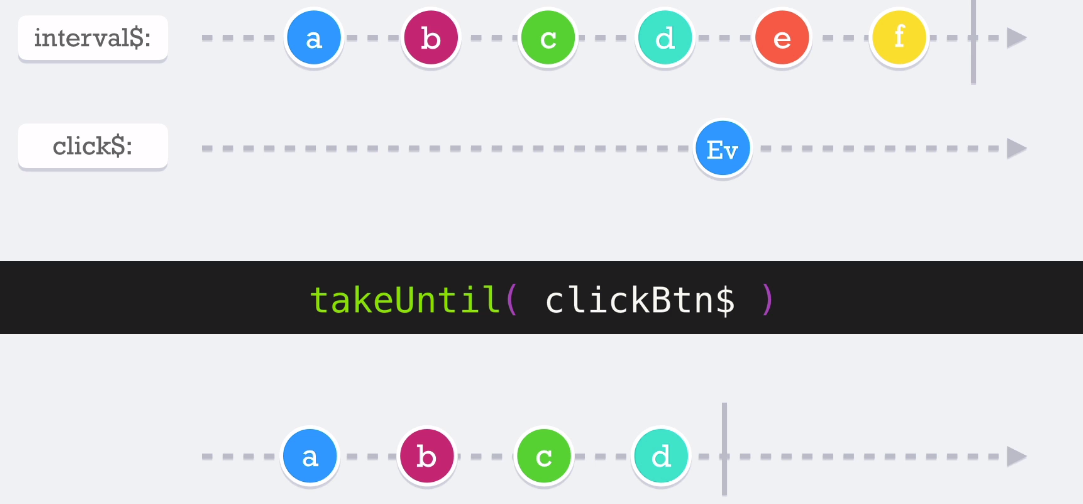 interval$: a b c d e f
click$: Ev
takeUntil( clickBtn$ )
a b c d